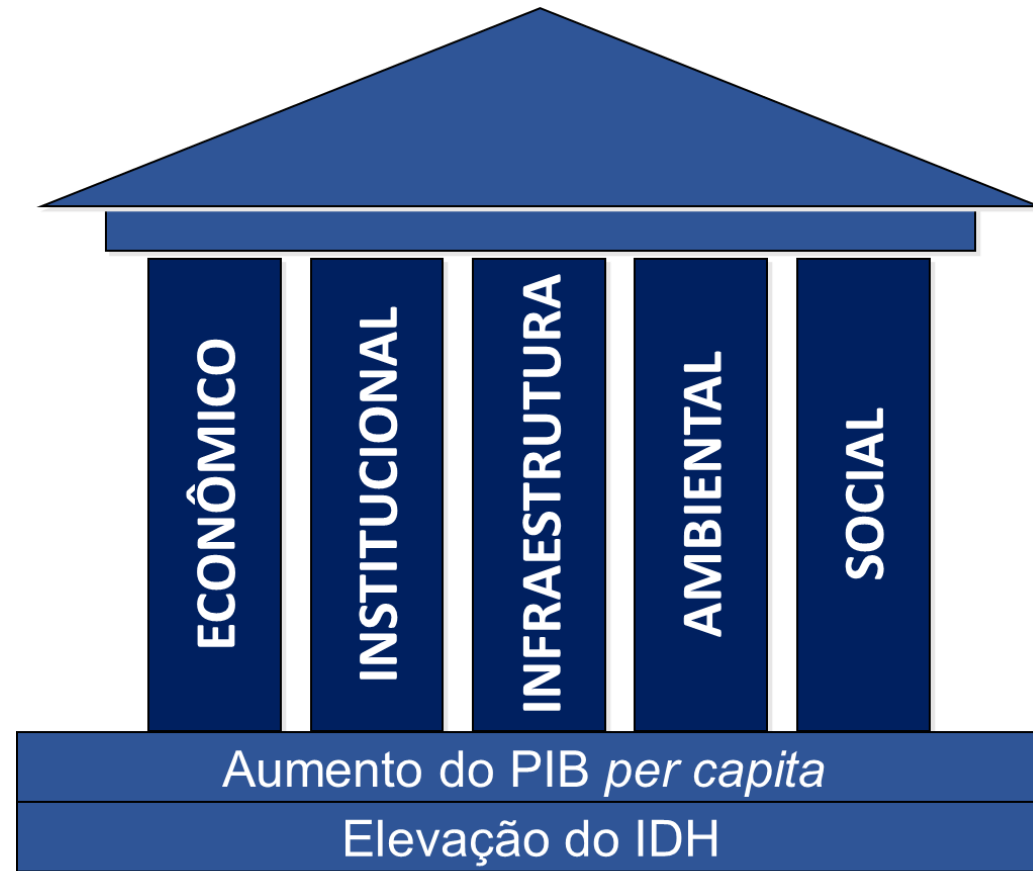 ECONÔMICO
INSTITUCIONAL
INFRAESTRUTURA
AMBIENTAL
SOCIAL
Aumento do PIB per capita
Elevação do IDH